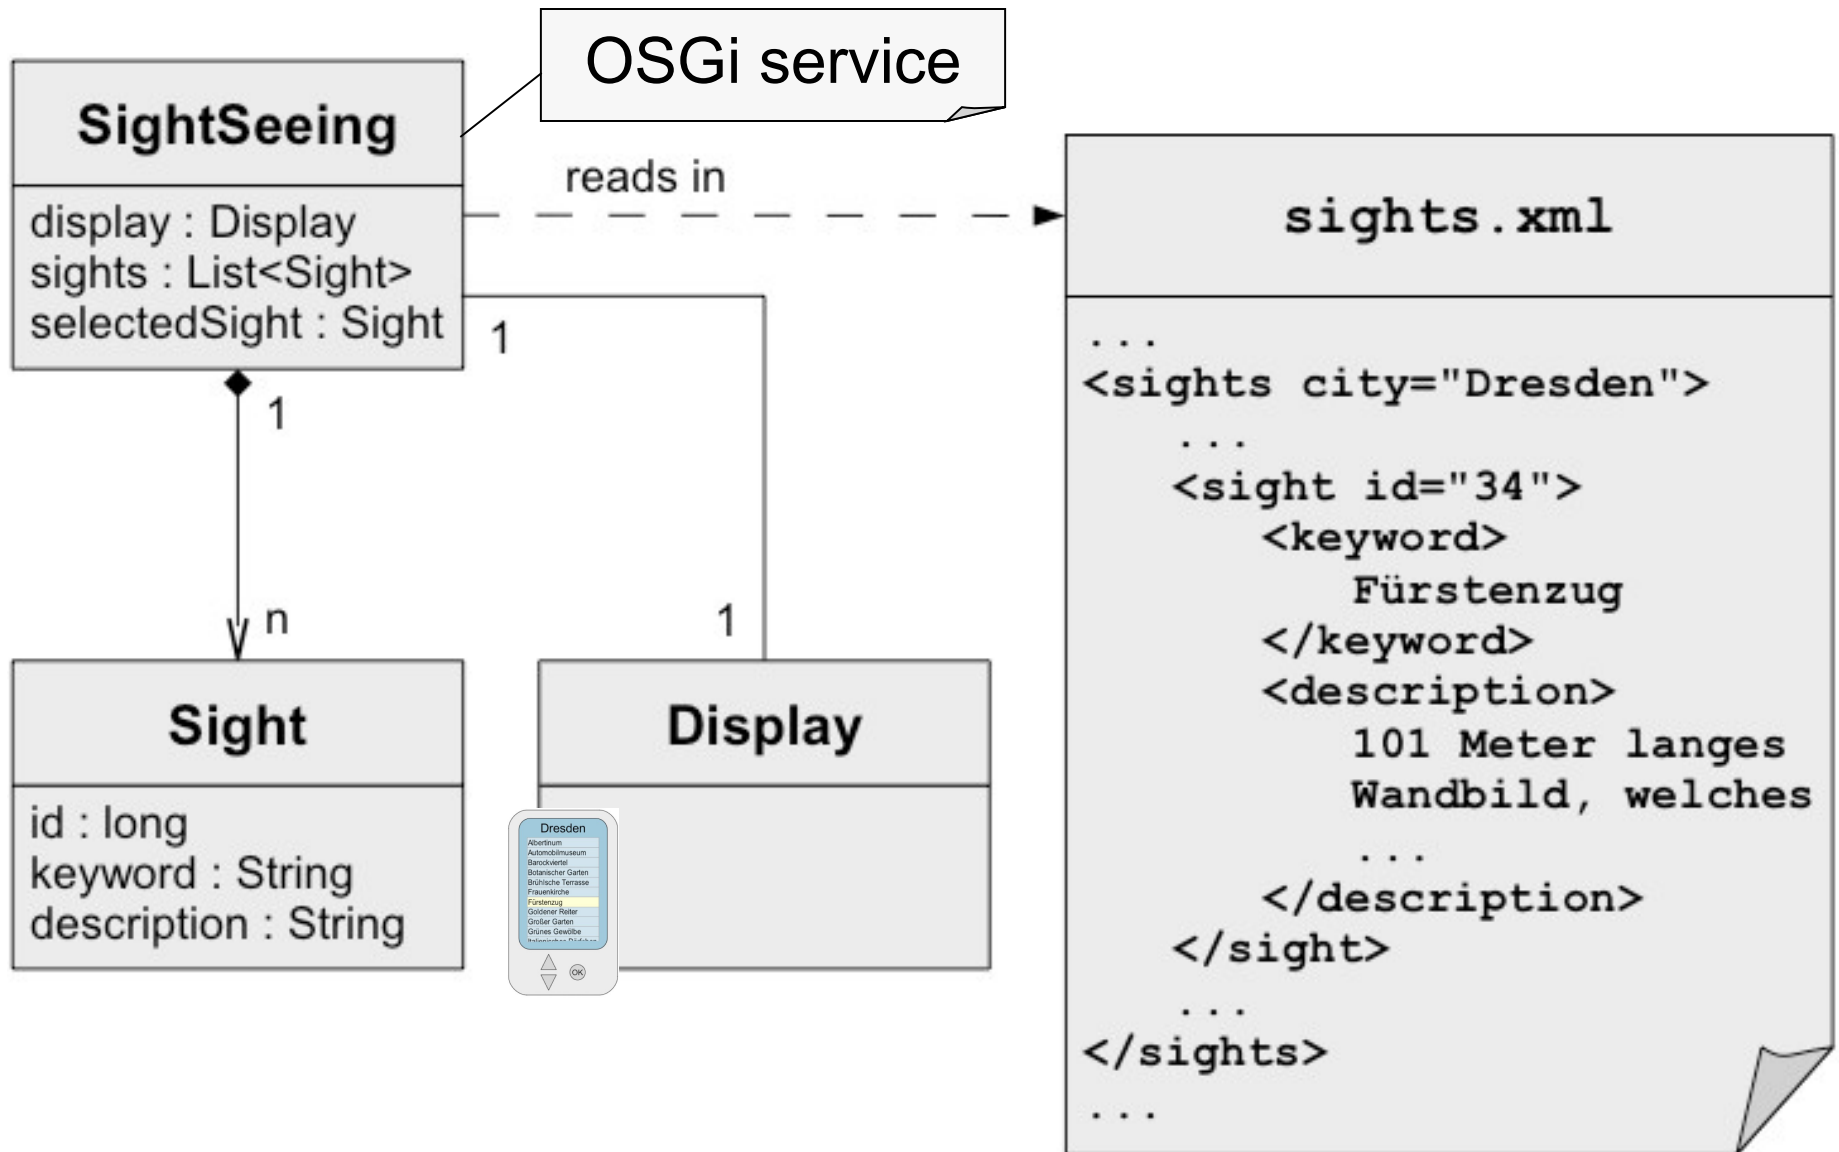 OSGi service
SightSeeing
display : Display
sights : List<Sight>
selectedSight : Sight
reads in
1
1
n
1
Sight
id : long
keyword : String
description : String
Display
Dresden
Albertinum
Automobilmuseum
Barockviertel
Botanischer Garten
Brühlsche Terrasse
Frauenkirche
Fürstenzug
Goldener Reiter
Großer Garten
Grünes Gewölbe
OK
sights.xml
...
<sights city="Dresden">
...
<sight id="34">
<keyword>
Fürstenzug
</keyword>
<description>
101 Meter langes
Wandbild, welches
...
</description>
</sight>
...
</sights>
...